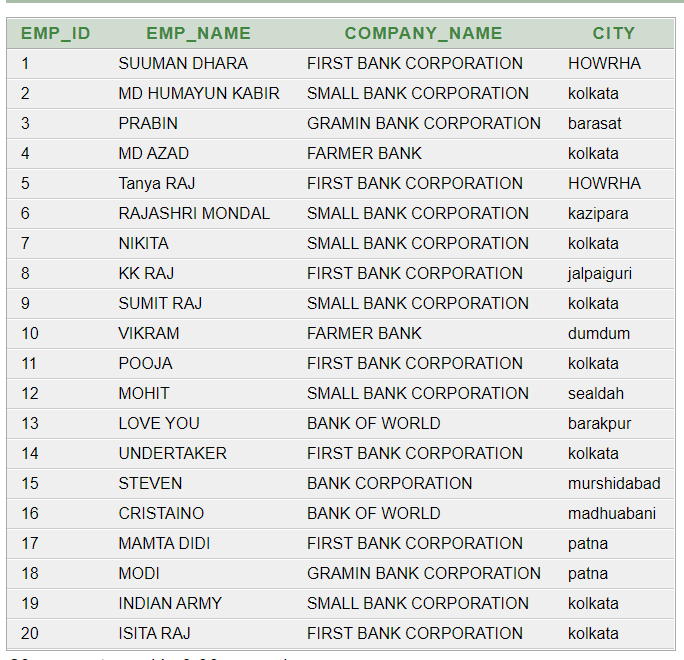 EMP_ID EMP_NAME COMPANY_NAME CITY
1 SUUMAN DHARA FIRST BANK CORPORATION HOWRHA
2 MD HUMAYUN KABIR SMALL BANK CORPORATION kolkata
3 PRABIN GRAMIN BANK CORPORATION barasat
4 MD AZAD FARMER BANK kolkata
5 Tanya RAJ FIRST BANK CORPORATION HOWRHA
6 RAJASHRI MONDAL SMALL BANK CORPORATION kazipara
7 NIKITA SMALL BANK CORPORATION kolkata
8 KK RAJ FIRST BANK CORPORATION jalpaiguri
9 SUMIT RAJ SMALL BANK CORPORATION kolkata
10 VIKRAM FARMER BANK dumdum
11 POOJA FIRST BANK CORPORATION kolkata
12 MOHIT SMALL BANK CORPORATION sealdah
13 LOVE YOU BANK OF WORLD barakpur
14 UNDERTAKER FIRST BANK CORPORATION kolkata
15 STEVEN BANK CORPORATION murshidabad
16 CRISTAINO BANK OF WORLD madhuabani
17 MAMTA DIDI FIRST BANK CORPORATION patna
18 MODI GRAMIN BANK CORPORATION patna
19 INDIAN ARMY SMALL BANK CORPORATION kolkata
20 ISITA RAJ FIRST BANK CORPORATION kolkata